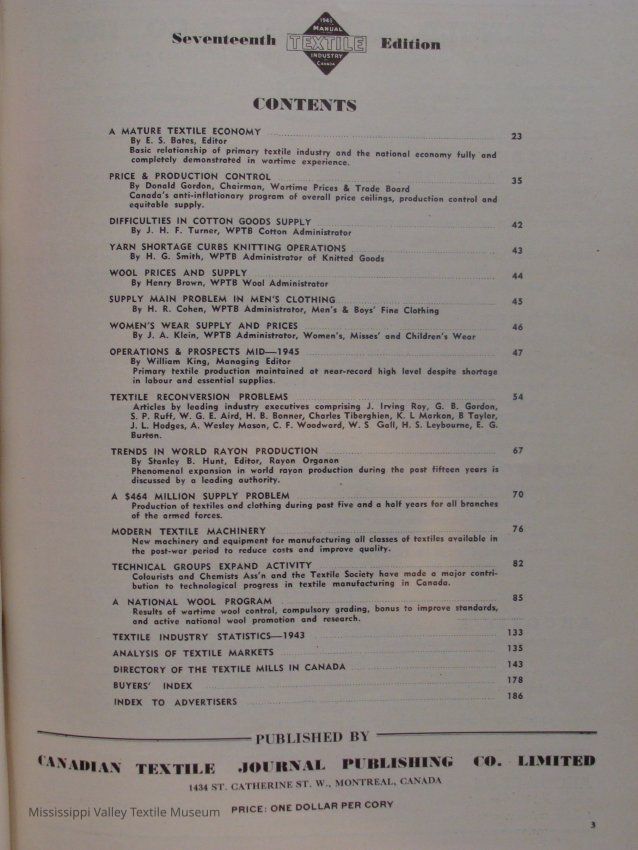 1945
Seventeenth MANUAL Edition
TEXTILE
INDUSTRY
CANADA
CONTENTS
A MATURE TEXTILE ECONOMY 23
By E. S. Bates, Editor
Basic relationship of primary textile industry and the national economy fully and
completely demonstrated in wartime experience.
PRICE & PRODUCTION CONTROL 35
By Donald Gordon, Chairman, Wartime Prices & Trade Board
Canada's anti-inflationary program of overall price ceilings, production control and
equitable supply.
DIFFICULTIES IN COTTON GOODS SUPPLY 42
By J. H. F. Turner, WPTB Cotton Administrator
YARN SHORTAGE CURBS KNITTING OPERATIONS 43
By H. G. Smith, WPTB Administrator of Knitted Goods
WOOL PRICES AND SUPPLY 44
By Henry Brown, WPTB Wool Administrator
SUPPLY MAIN PROBLEM IN MEN'S CLOTHING 45
By H. R. Cohen, WPTB Administrator, Men's & Boys' Fine Clothing
WOMEN'S WEAR SUPPLY AND PRICES 46
By J. A. Klein, WPTB Administrator, Women's, Misses' and Children's Wear
OPERATIONS & PROSPECTS MID—1945 47
By William King, Managing Editor
Primary textile production maintained at near-record high level despite shortage
in labour and essential supplies.
TEXTILE RECONVERSION PROBLEMS 54
Articles by leading industry executives comprising J. Irving Roy, G. B. Gordon,
S. P. Ruff, W. G. E. Aird, H. B. Bonner, Charles Tiberghien, K. L Markon, B Taylor,
J. L. Hodges, A. Wesley Mason, C. F. Woodward, W. S Gall, H. S. Leybourne, E. G.
Burton.
TRENDS IN WORLD RAYON PRODUCTION 67
By Stanley B. Hunt, Editor, Rayon Organon
Phenomenal expansion in world rayon production during the past fifteen years is
discussed by a leading authority.
A $464 MILLION SUPPLY PROBLEM 70
Production of textiles and clothing during past five and a half years for all branches
of the armed forces.
MODERN TEXTILE MACHINERY 76
New machinery and equipment for manufacturing all classes of textiles available in
the post-war period to reduce costs and improve quality.
TECHNICAL GROUPS EXPAND ACTIVITY 82
Colourists and Chemists Ass'n and the Textile Society have made a major contri-
bution to technological progress in textile manufacturing in Canada.
A NATIONAL WOOL PROGRAM 85
Results of wartime wool control, compulsory grading, bonus to improve standards,
and active national wool promotion and research.
TEXTILE INDUSTRY STATISTICS—1943 133
ANALYSIS OF TEXTILE MARKETS 135
DIRECTORY OF THE TEXTILE MILLS IN CANADA 143
BUYERS' INDEX 178
INDEX TO ADVERTISERS 186
PUBLISHED BY
CANADIAN TEXTILE JOURNAL PUBLISHING CO. LIMITED
1434 ST. CATHERINE ST. W., MONTREAL, CANADA
PRICE: ONE DOLLAR PER COPY
Mississippi Valley Textile Museum
3